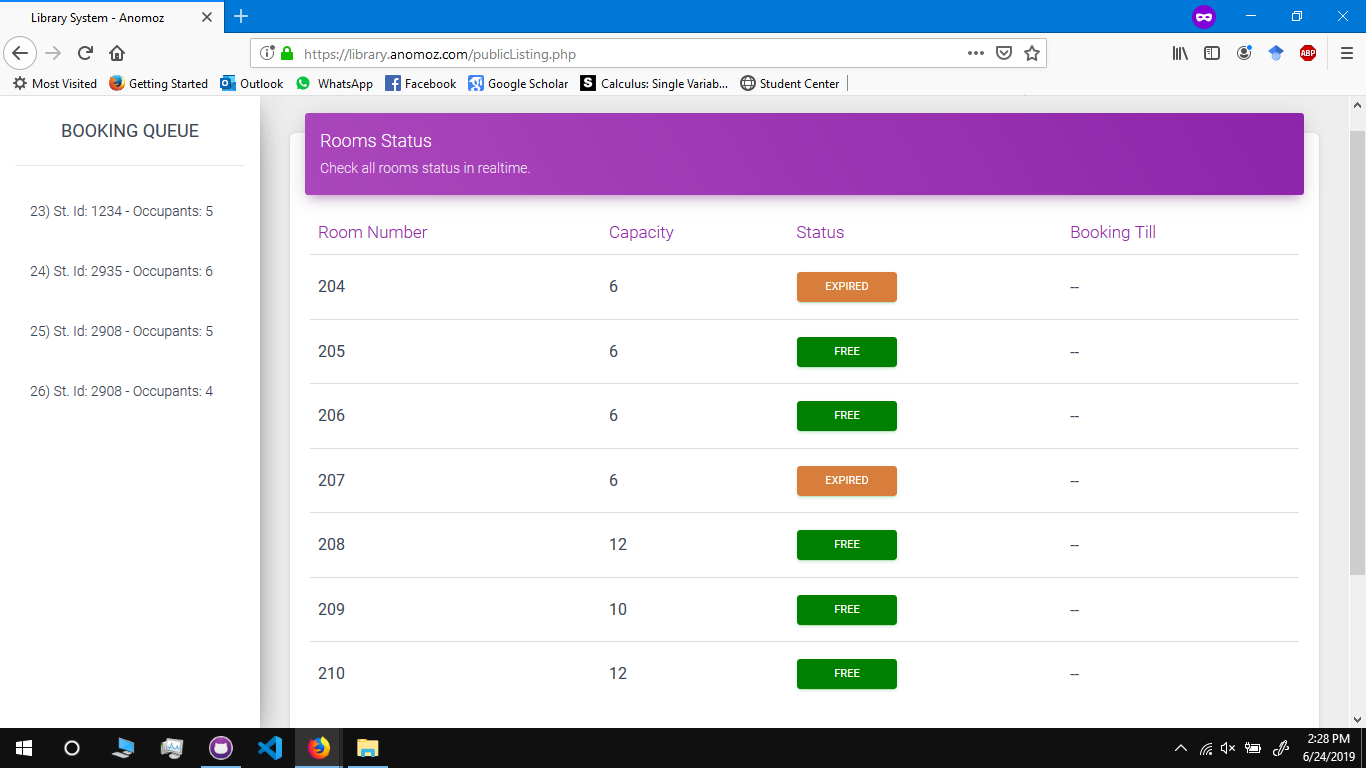 Library System - Anomoz
https://library.anomoz.com/publicListing.php
ABP
Most Visited Getting Started Outlook WhatsApp Facebook Google Scholar S Calculus: Single Variab... Student Center
BOOKING QUEUE
23) St. Id: 1234 - Occupants: 5
24) St. Id: 2935 - Occupants: 6
25) St. Id: 2908 - Occupants: 5
26) St. Id: 2908 - Occupants: 4
Rooms Status
Check all rooms status in realtime.
Room Number Capacity Status Booking Till
204 6 EXPIRED --
205 6 FREE --
206 6 FREE --
207 6 EXPIRED --
208 12 FREE --
209 10 FREE --
210 12 FREE --
2:28 PM
6/24/2019